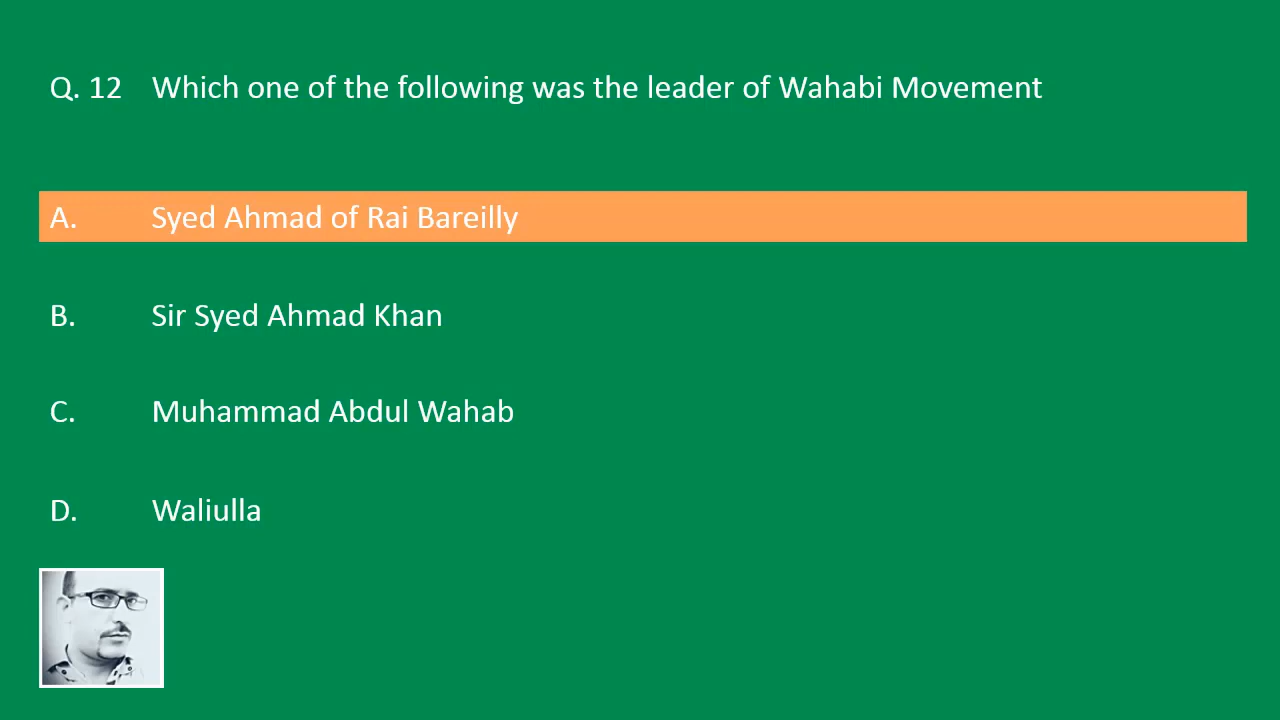 Q. 12 Which one of the following was the leader of Wahabi Movement
A. Syed Ahmad of Rai Bareilly
B. Sir Syed Ahmad Khan
C. Muhammad Abdul Wahab
D. Waliulla